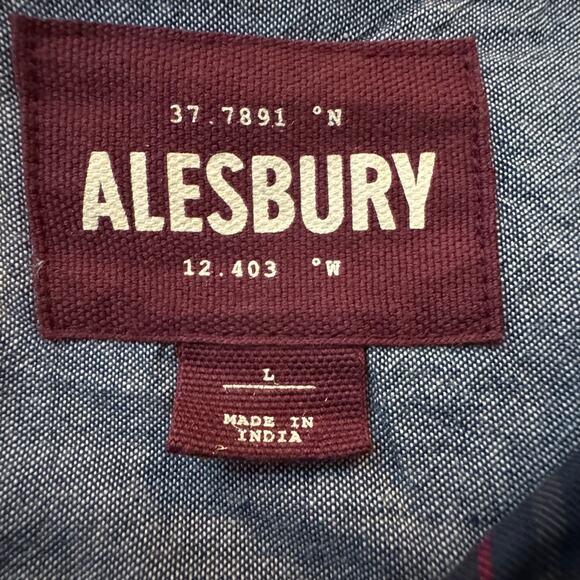 37.7891 °N
ALESBURY
12.403 °W
L
MADE IN
INDIA